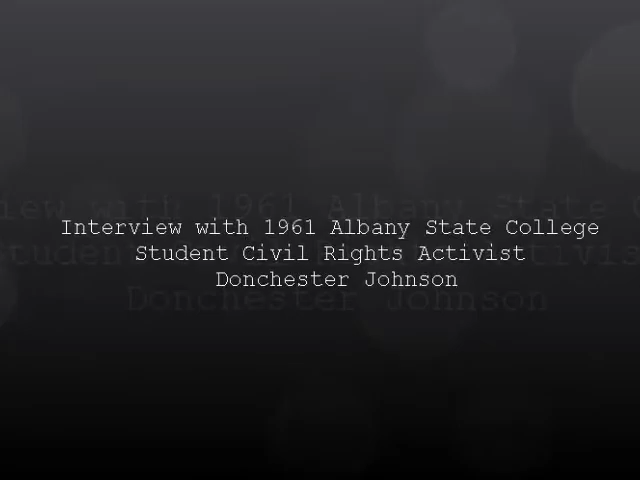 Interview with 1961 Albany State College
Student Civil Rights Activist
Donchester Johnson